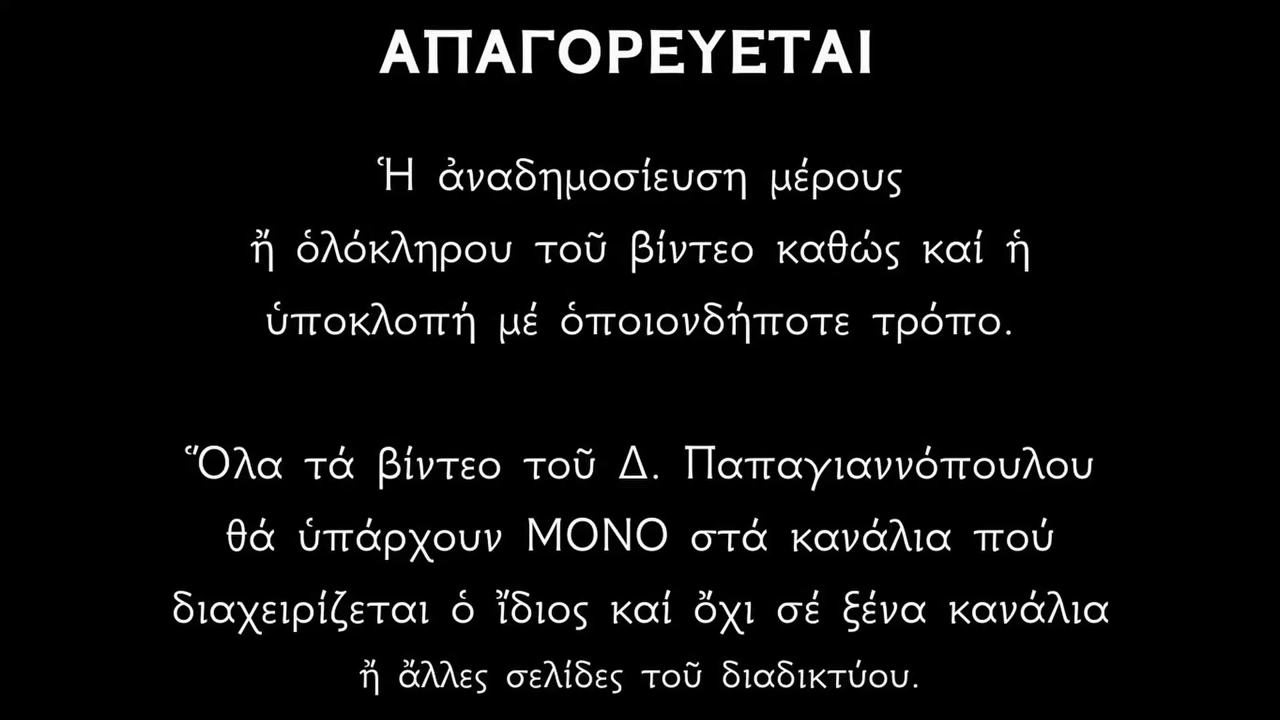 ΑΠΑΓΟΡΕΥΕΤΑΙ
Ἡ ἀναδημοσίευση μέρους
ἤ ὁλόκληρου τοῦ βίντεο καθώς καί ἡ
ὑποκλοπή μέ ὁποιονδήποτε τρόπο.
Ὅλα τά βίντεο τοῦ Δ. Παπαγιαννόπουλου
θά ὑπάρχουν ΜΟΝΟ στά κανάλια πού
διαχειρίζεται ὁ ἴδιος καί ὄχι σέ ξένα κανάλια
ἤ ἄλλες σελίδες τοῦ διαδικτύου.